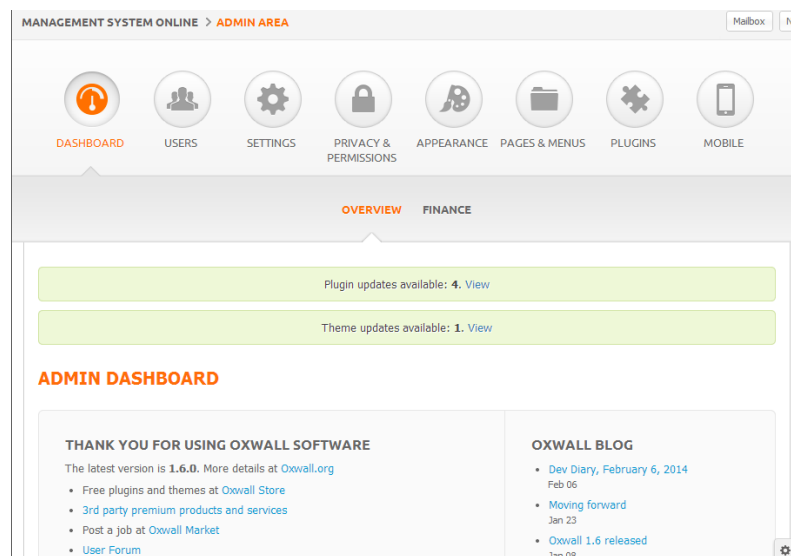 MANAGEMENT SYSTEM ONLINE > ADMIN AREA
Mailbox
DASHBOARD USERS SETTINGS PRIVACY & PERMISSIONS APPEARANCE PAGES & MENUS PLUGINS MOBILE
OVERVIEW FINANCE
Plugin updates available: 4. View
Theme updates available: 1. View
ADMIN DASHBOARD
THANK YOU FOR USING OXWALL SOFTWARE
The latest version is 1.6.0. More details at Oxwall.org
• Free plugins and themes at Oxwall Store
• 3rd party premium products and services
• Post a job at Oxwall Market
• User Forum
OXWALL BLOG
• Dev Diary, February 6, 2014
Feb 06
• Moving forward
Jan 23
• Oxwall 1.6 released